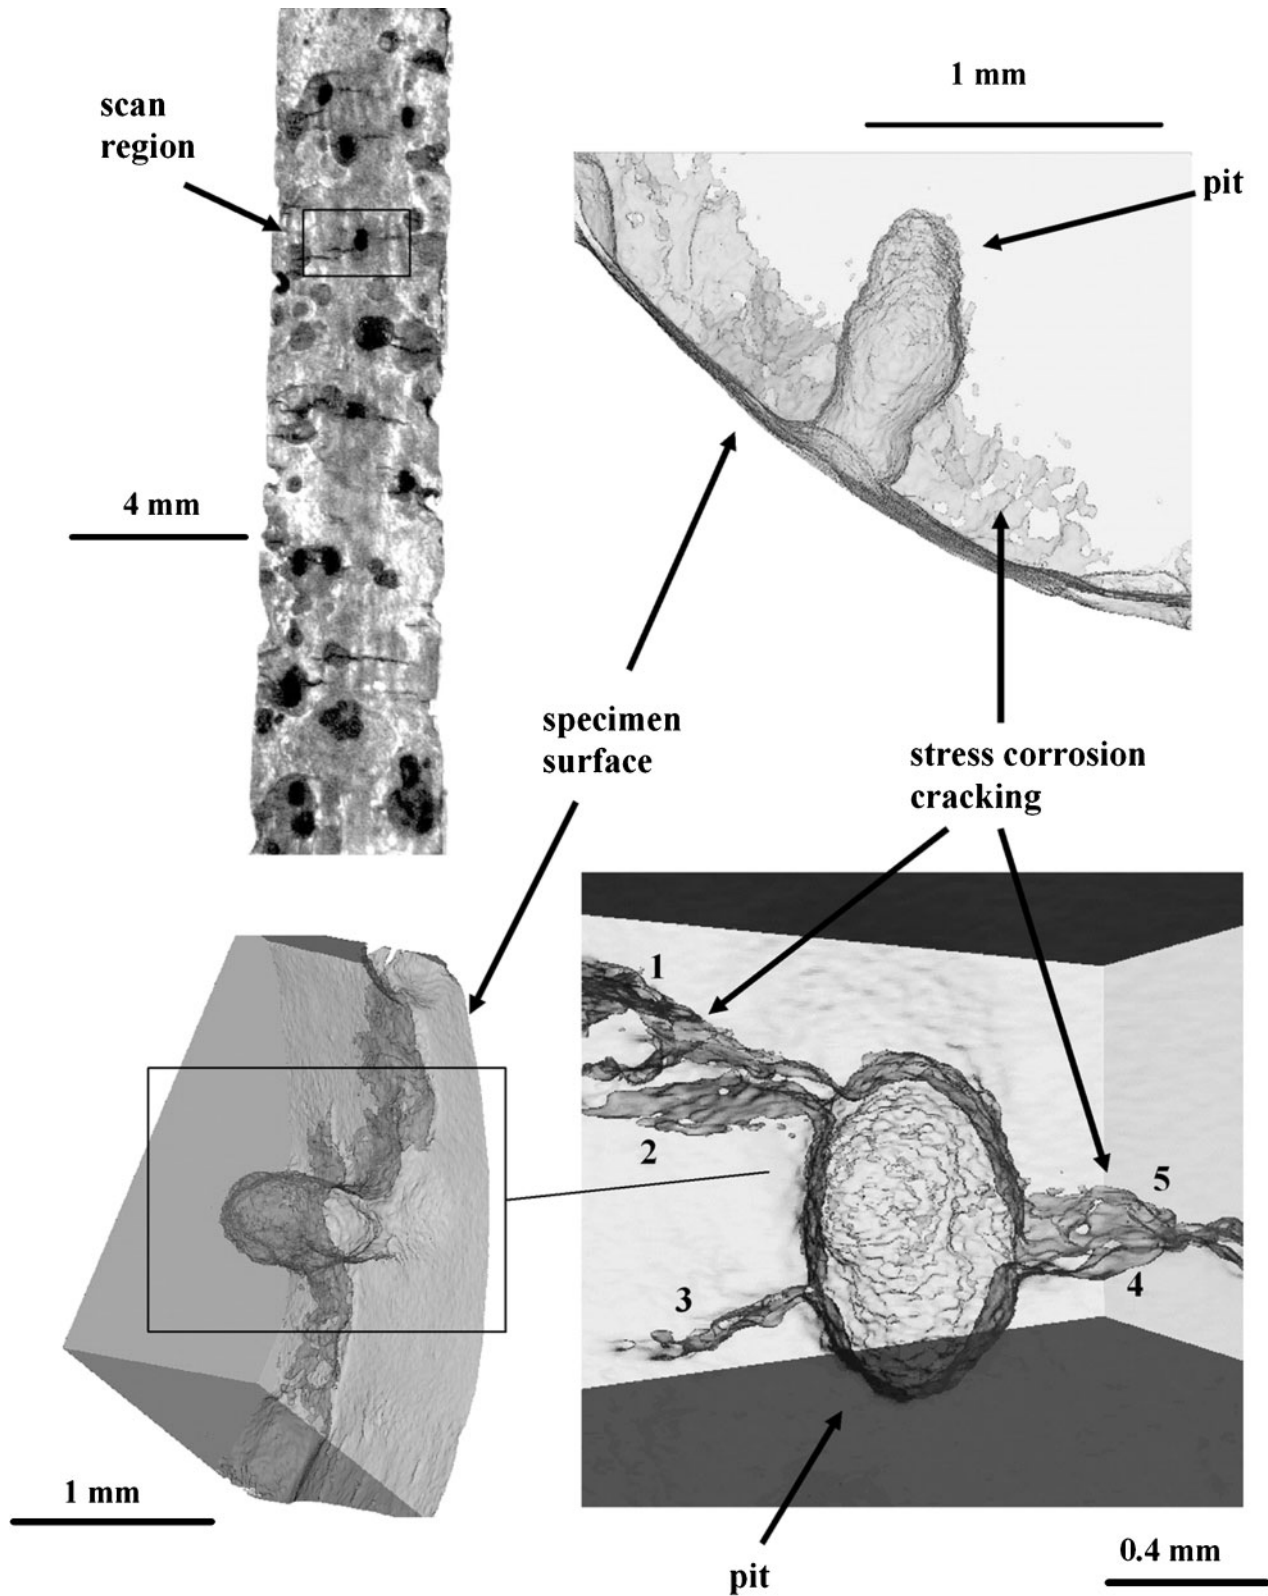 1 mm
scan
region
pit
4 mm
specimen
surface
stress corrosion
cracking
1
2
3
5
4
1 mm
0.4 mm
pit